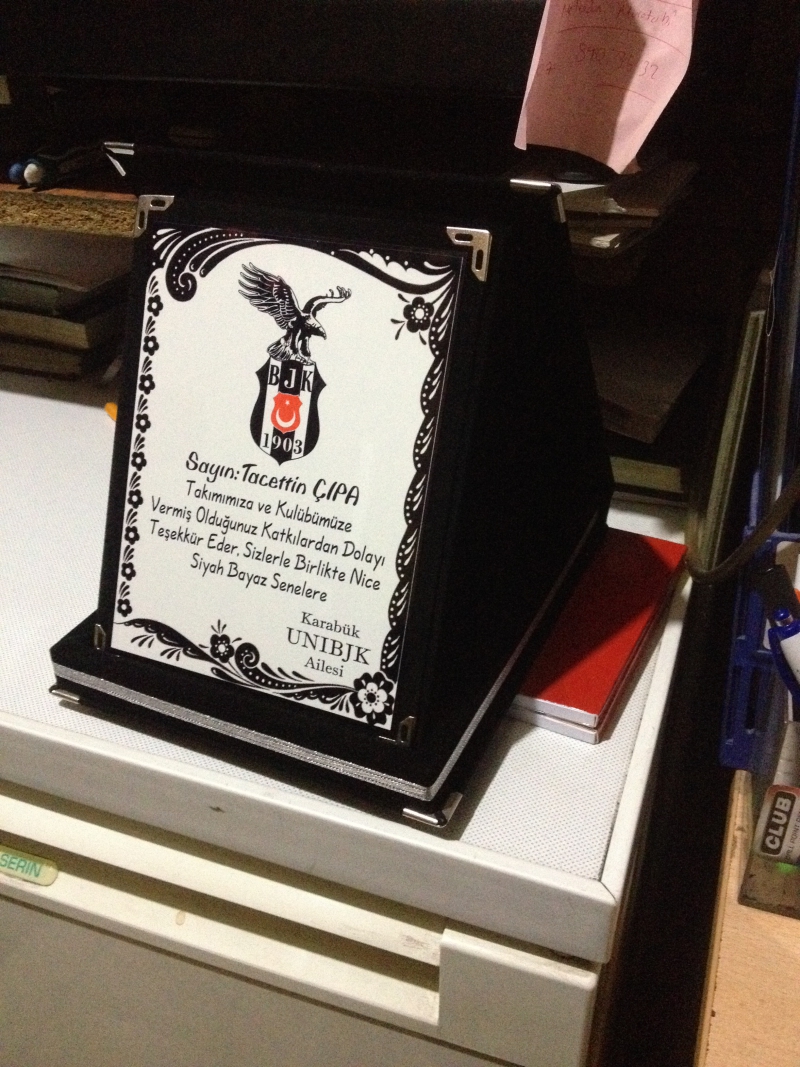 BJK
1903
Sayın:Tacettin ÇIPA
Takımımıza ve Kulübümüze
Vermiş Olduğunuz Katkılardan Dolayı
Teşekkür Eder, Sizlerle Birlikte Nice
Siyah Bayaz Senelere
Karabük
UNIBJK
Ailesi
SERIN
CLUB